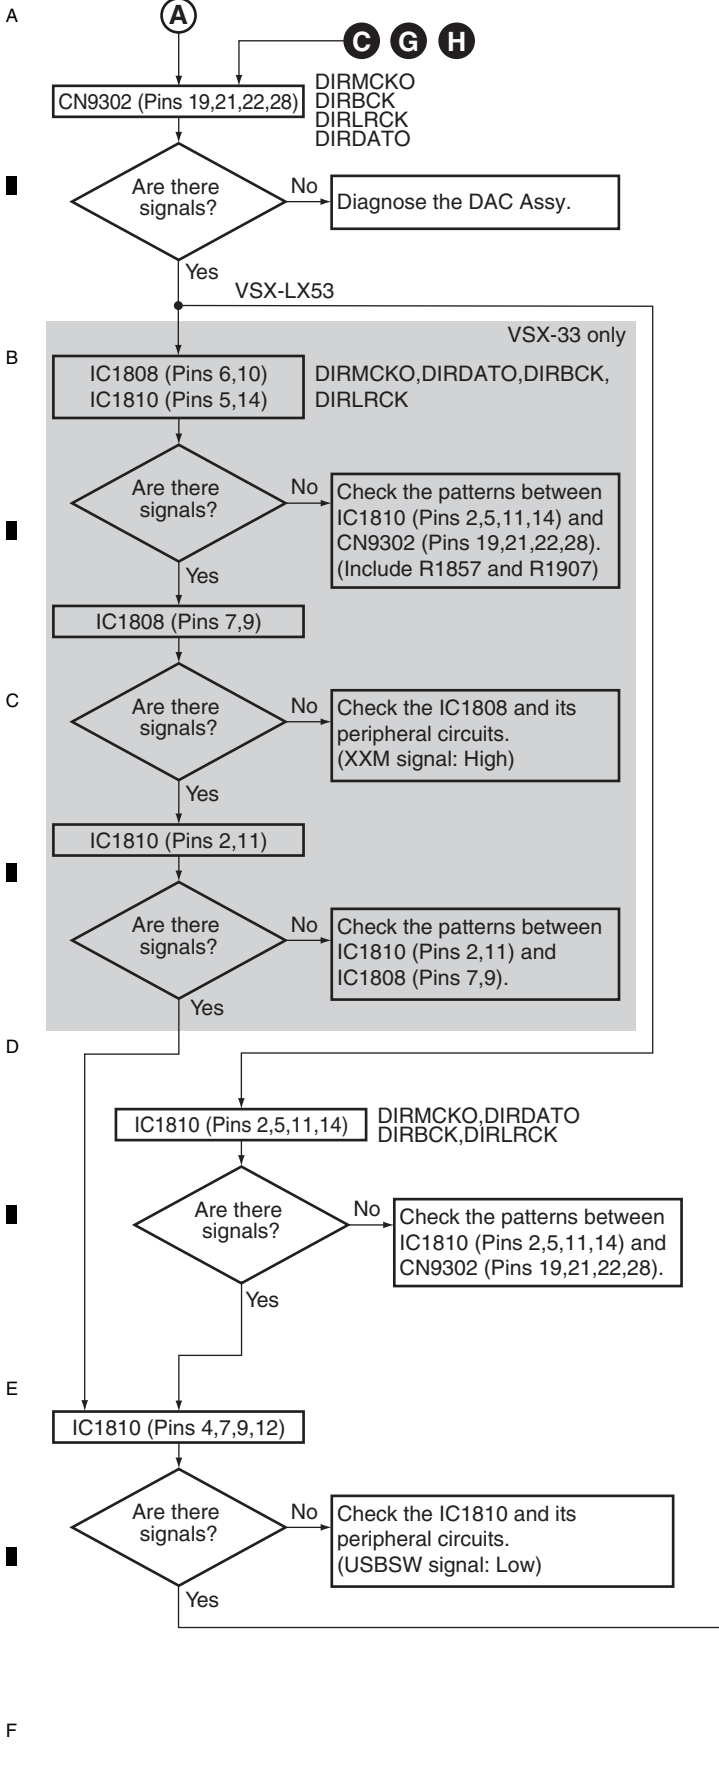 A
A
C G H
CN9302 (Pins 19,21,22,28)
DIRMCKO
DIRBCK
DIRLRCK
DIRDATO
Are there
signals?
No
Diagnose the DAC Assy.
Yes
VSX-LX53
VSX-33 only
B
IC1808 (Pins 6,10)
IC1810 (Pins 5,14)
DIRMCKO,DIRDATO,DIRBCK,
DIRLRCK
Are there
signals?
No
Check the patterns between
IC1810 (Pins 2,5,11,14) and
CN9302 (Pins 19,21,22,28).
(Include R1857 and R1907)
Yes
IC1808 (Pins 7,9)
C
Are there
signals?
No
Check the IC1808 and its
peripheral circuits.
(XXM signal: High)
Yes
IC1810 (Pins 2,11)
Are there
signals?
No
Check the patterns between
IC1810 (Pins 2,11) and
IC1808 (Pins 7,9).
Yes
D
IC1810 (Pins 2,5,11,14)
DIRMCKO,DIRDATO
DIRBCK,DIRLRCK
Are there
signals?
No
Check the patterns between
IC1810 (Pins 2,5,11,14) and
CN9302 (Pins 19,21,22,28).
Yes
E
IC1810 (Pins 4,7,9,12)
Are there
signals?
No
Check the IC1810 and its
peripheral circuits.
(USBSW signal: Low)
Yes
F